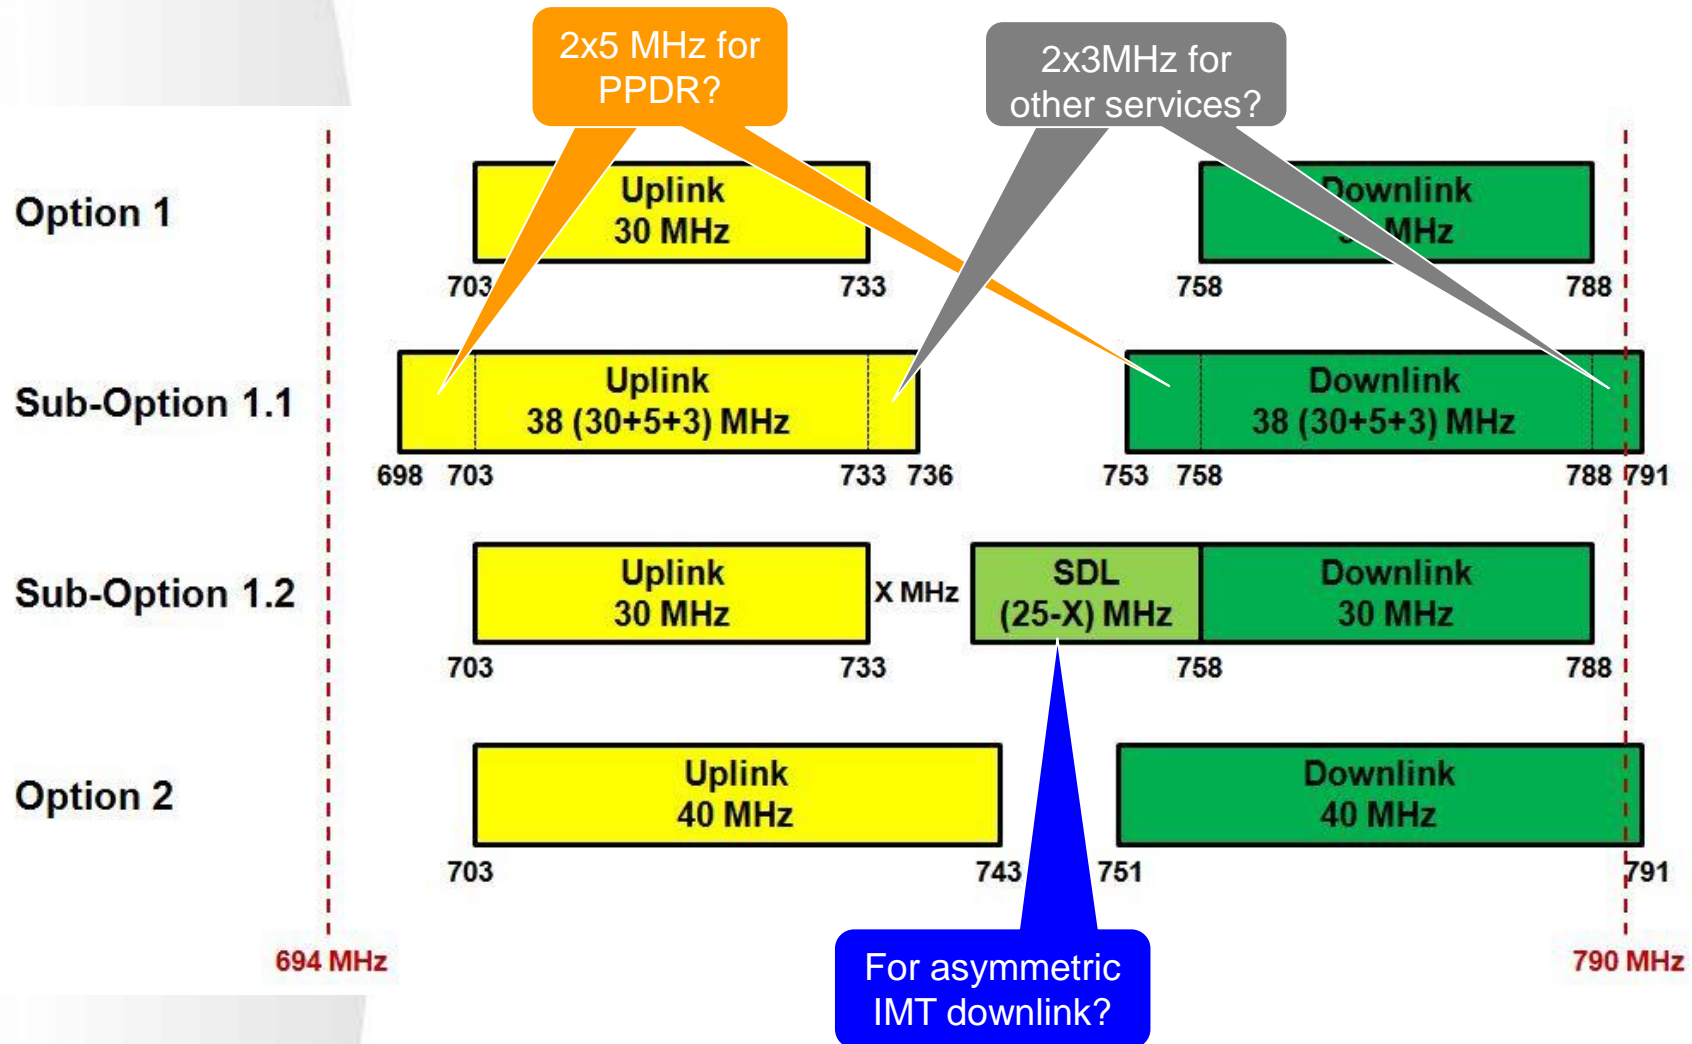 2x5 MHz for
PPDR?
2x3MHz for
other services?
Option 1
Uplink
30 MHz
Downlink
MHz
703
733
758
788
Sub-Option 1.1
Uplink
38 (30+5+3) MHz
Downlink
38 (30+5+3) MHz
698 703
733 736
753 758
788 791
Sub-Option 1.2
Uplink
30 MHz
X MHz
SDL
(25-X) MHz
Downlink
30 MHz
703
733
758
788
Option 2
Uplink
40 MHz
Downlink
40 MHz
703
743
751
791
694 MHz
790 MHz
For asymmetric
IMT downlink?